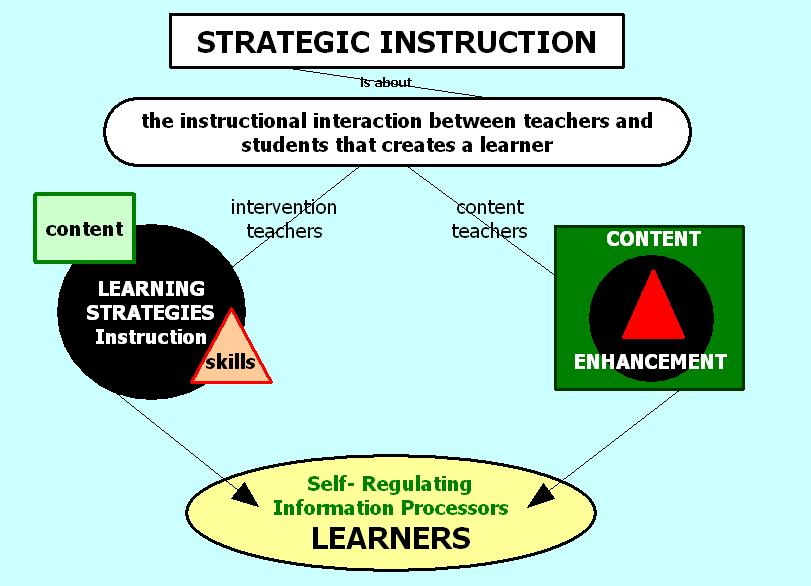 STRATEGIC INSTRUCTION
is about
the instructional interaction between teachers and
students that creates a learner
intervention
teachers
content
teachers
content
LEARNING
STRATEGIES
Instruction
skills
CONTENT
ENHANCEMENT
Self- Regulating
Information Processors
LEARNERS